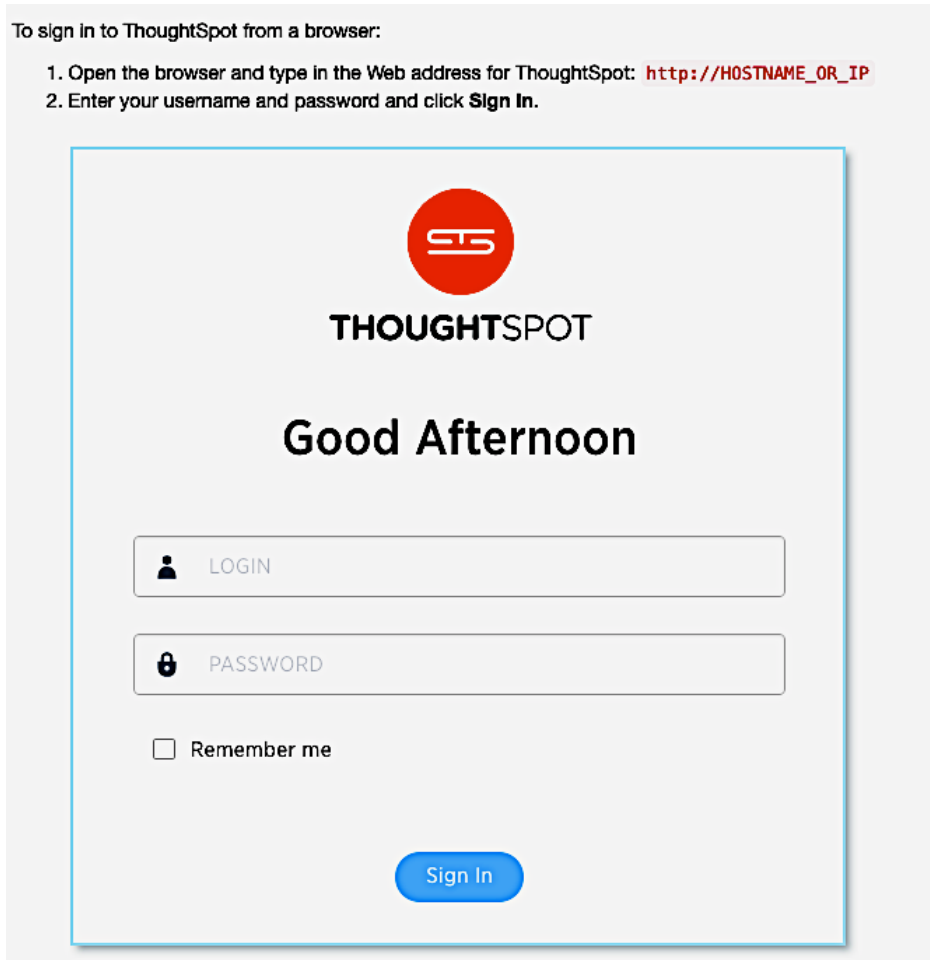 To sign in to ThoughtSpot from a browser:
1. Open the browser and type in the Web address for ThoughtSpot: http://HOSTNAME_OR_IP
2. Enter your username and password and click Sign In.
THOUGHTSPOT
Good Afternoon
LOGIN
PASSWORD
Remember me
Sign In